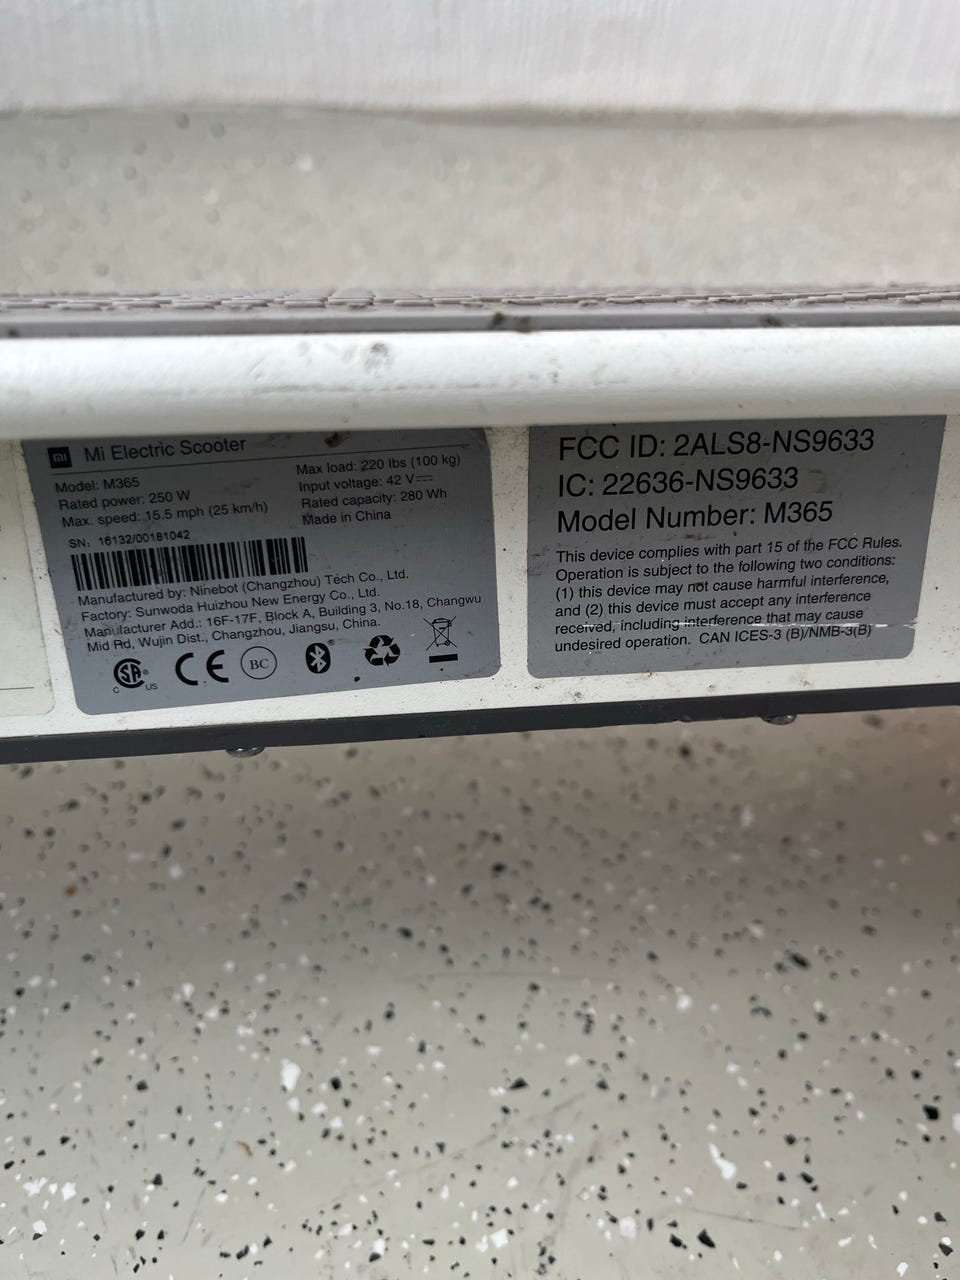 mi Mi Electric Scooter
Model: M365
Rated power: 250 W
Max. speed: 15.5 mph (25 km/h)
Max load: 220 lbs (100 kg)
Input voltage: 42 V⎓
Rated capacity: 280 Wh
Made in China
SN: 16132/00181042
Manufactured by: Ninebot (Changzhou) Tech Co., Ltd.
Factory: Sunwoda Huizhou New Energy Co., Ltd.
Manufacturer Add.: 16F-17F, Block A, Building 3, No.18, Changwu
Mid Rd, Wujin Dist., Changzhou, Jiangsu, China.
C SA US CE BC
FCC ID: 2ALS8-NS9633
IC: 22636-NS9633
Model Number: M365
This device complies with part 15 of the FCC Rules.
Operation is subject to the following two conditions:
(1) this device may not cause harmful interference,
and (2) this device must accept any interference
received, including interference that may cause
undesired operation. CAN ICES-3 (B)/NMB-3(B)